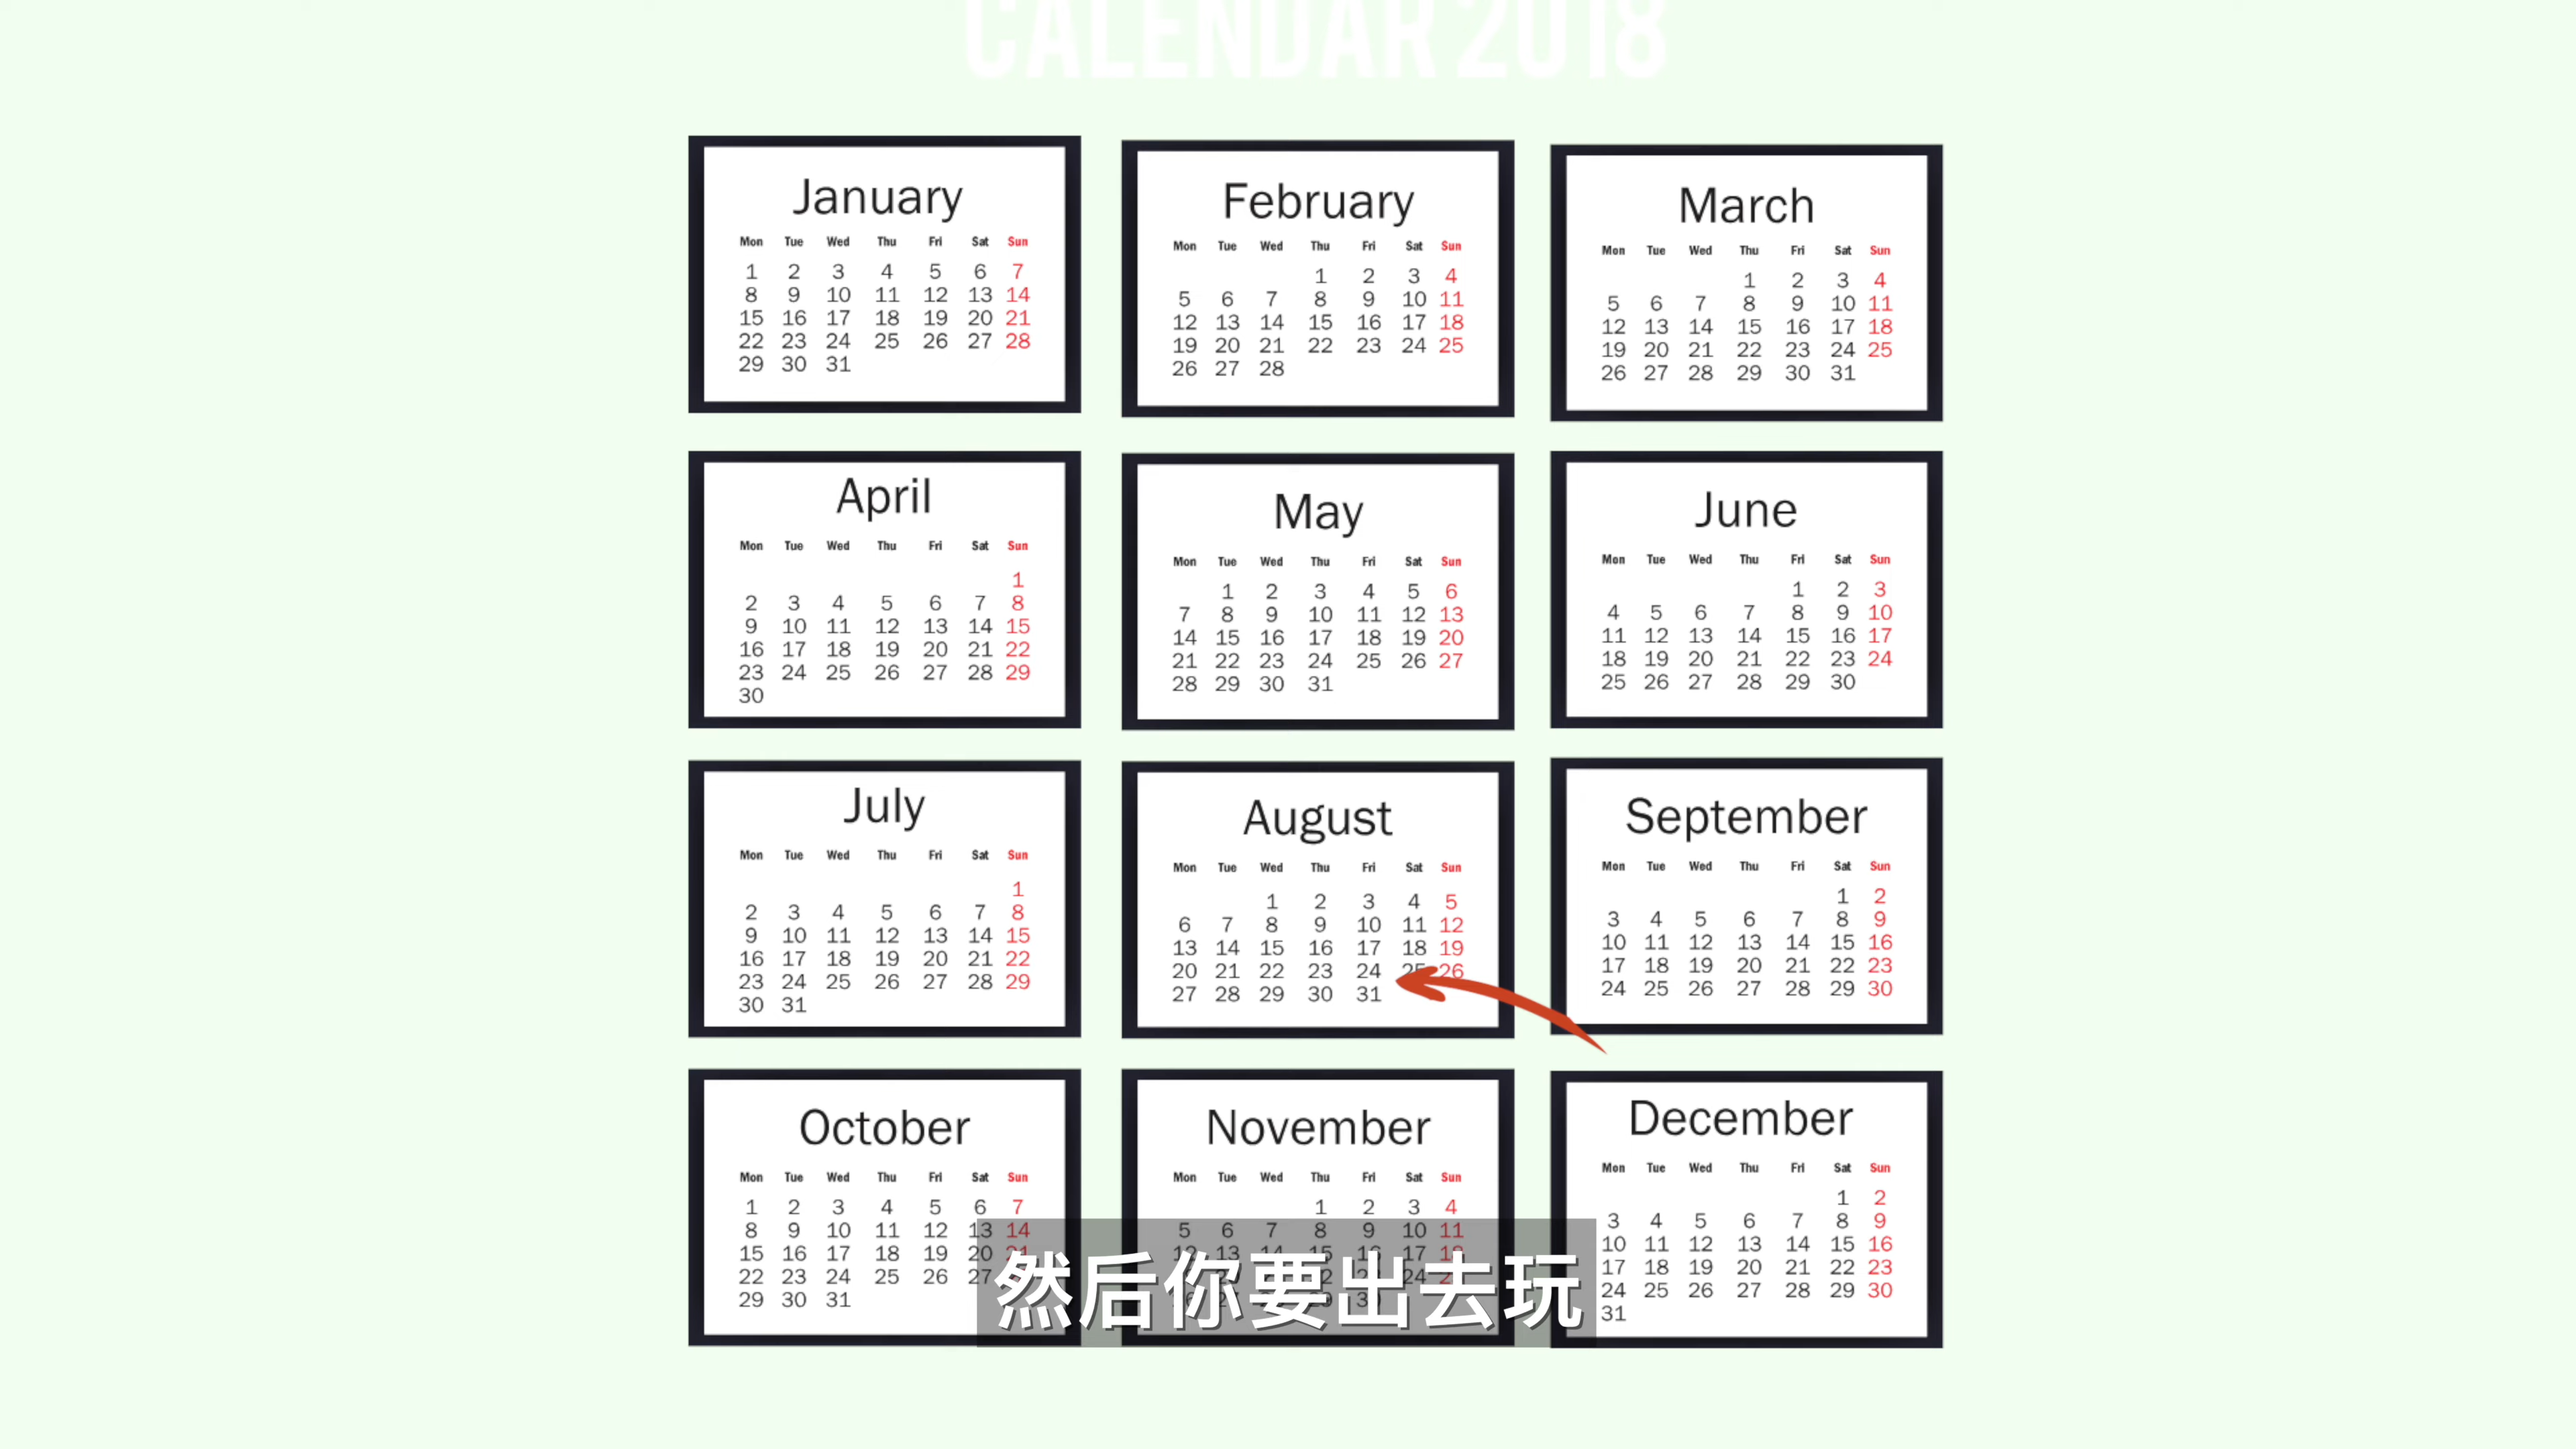 CALENDAR 2018
January
Mon Tue Wed Thu Fri Sat Sun
1 2 3 4 5 6 7
8 9 10 11 12 13 14
15 16 17 18 19 20 21
22 23 24 25 26 27 28
29 30 31
February
Mon Tue Wed Thu Fri Sat Sun
1 2 3 4
5 6 7 8 9 10 11
12 13 14 15 16 17 18
19 20 21 22 23 24 25
26 27 28
March
Mon Tue Wed Thu Fri Sat Sun
1 2 3 4
5 6 7 8 9 10 11
12 13 14 15 16 17 18
19 20 21 22 23 24 25
26 27 28 29 30 31
April
Mon Tue Wed Thu Fri Sat Sun
1
2 3 4 5 6 7 8
9 10 11 12 13 14 15
16 17 18 19 20 21 22
23 24 25 26 27 28 29
30
May
Mon Tue Wed Thu Fri Sat Sun
1 2 3 4 5 6
7 8 9 10 11 12 13
14 15 16 17 18 19 20
21 22 23 24 25 26 27
28 29 30 31
June
Mon Tue Wed Thu Fri Sat Sun
1 2 3
4 5 6 7 8 9 10
11 12 13 14 15 16 17
18 19 20 21 22 23 24
25 26 27 28 29 30
July
Mon Tue Wed Thu Fri Sat Sun
1
2 3 4 5 6 7 8
9 10 11 12 13 14 15
16 17 18 19 20 21 22
23 24 25 26 27 28 29
30 31
August
Mon Tue Wed Thu Fri Sat Sun
1 2 3 4 5
6 7 8 9 10 11 12
13 14 15 16 17 18 19
20 21 22 23 24 25 26
27 28 29 30 31
September
Mon Tue Wed Thu Fri Sat Sun
1 2
3 4 5 6 7 8 9
10 11 12 13 14 15 16
17 18 19 20 21 22 23
24 25 26 27 28 29 30
October
Mon Tue Wed Thu Fri Sat Sun
1 2 3 4 5 6 7
8 9 10 11 12 13 14
15 16 17 18 19 20 21
22 23 24 25 26 27
29 30 31
November
Mon Tue Wed Thu Fri Sat Sun
1 2 3 4
5 6 7 8 9 10 11
12 13 14 15 16 17 18
24
December
Mon Tue Wed Thu Fri Sat Sun
1 2
3 4 5 6 7 8 9
10 11 12 13 14 15 16
17 18 19 20 21 22 23
24 25 26 27 28 29 30
31
然后你要出去玩